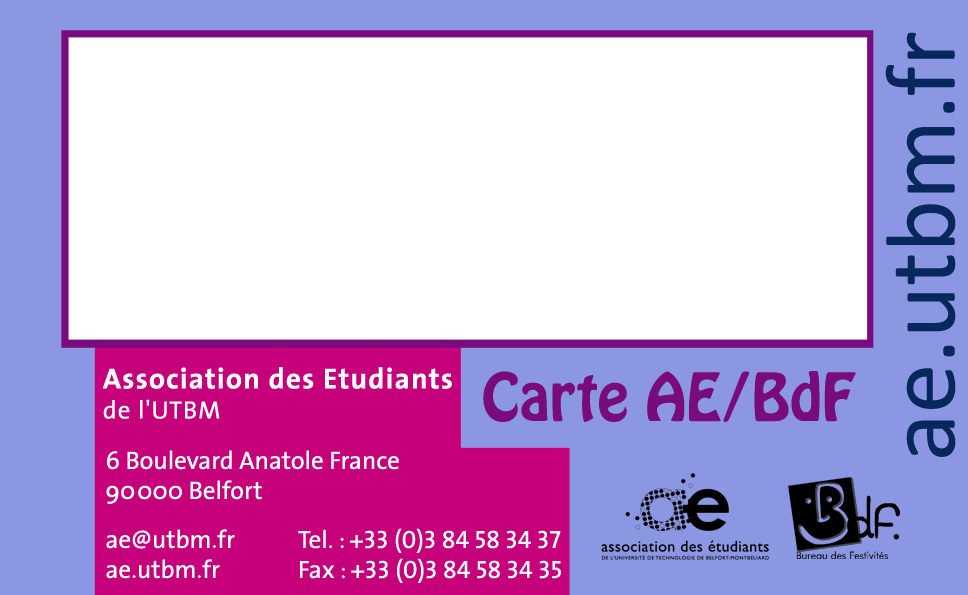 ae.utbm.fr
Association des Etudiants
de l'UTBM
Carte AE/BdF
6 Boulevard Anatole France
90000 Belfort
ae@utbm.fr
Tel. : +33 (0)3 84 58 34 37
ae.utbm.fr
Fax : +33 (0)3 84 58 34 35
ae
association des étudiants
DE L'UNIVERSITÉ DE TECHNOLOGIE DE BELFORT-MONTBÉLIARD
BdF.
Bureau des Festivités